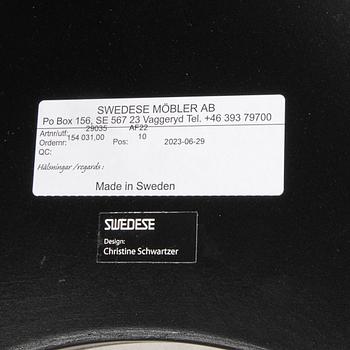 SWEDESE MÖBLER AB
Po Box 156, SE 567 23 Vaggeryd Tel. +46 393 79700
Artnr/utf: 29035 AF22
Ordernr: 154 031,00 Pos: 10 2023-06-29
QC:
Hälsningar /regards :
Made in Sweden
SWEDESE
Design:
Christine Schwartzer